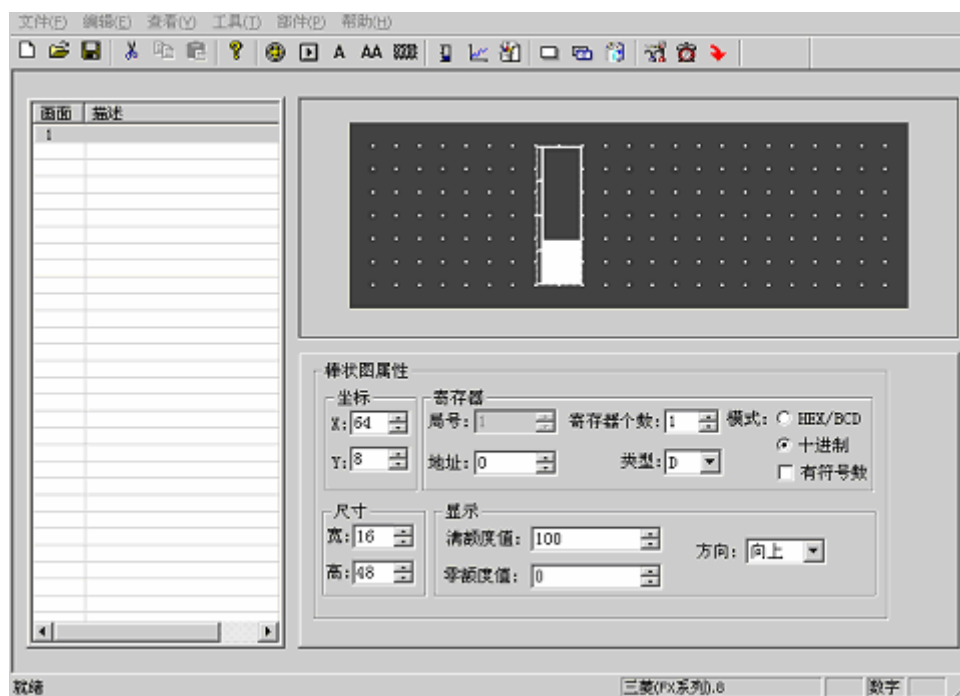 文件(F) 编辑(E) 查看(V) 工具(T) 部件(P) 帮助(H)
A AA
画面 描述
1
棒状图属性
坐标
X: 64
Y: 8
寄存器
局号: 1 寄存器个数: 1 模式: HEX/BCD
十进制
地址: 0 类型: D 有符号数
尺寸
宽: 16
高: 48
显示
满额度值: 100
零额度值: 0
方向: 向上
就绪 三菱(FX系列).8 数字